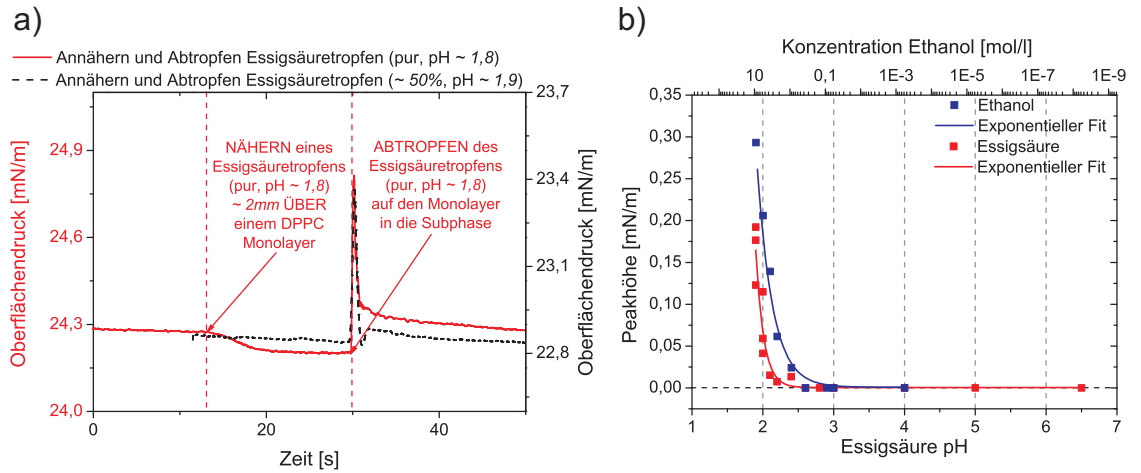 a)
Annähern und Abtropfen Essigsäuretropfen (pur, pH ~ 1,8)
Annähern und Abtropfen Essigsäuretropfen (~ 50%, pH ~ 1,9)
Oberflächendruck [mN/m]
24,9
24,6
24,3
24,0
NÄHERN eines
Essigsäuretropfens
(pur, pH ~ 1,8)
~ 2mm ÜBER
einem DPPC
Monolayer
ABTROPFEN des
Essigsäuretropfens
(pur, pH ~ 1,8)
auf den Monolayer
in die Subphase
23,7
23,4
23,1
22,8
Oberflächendruck [mN/m]
0 20 40
Zeit [s]
b)
Konzentration Ethanol [mol/l]
10 0,1 1E-3 1E-5 1E-7 1E-9
Peakhöhe [mN/m]
0,35
0,30
0,25
0,20
0,15
0,10
0,05
0,00
Ethanol
Exponentieller Fit
Essigsäure
Exponentieller Fit
1 2 3 4 5 6 7
Essigsäure pH